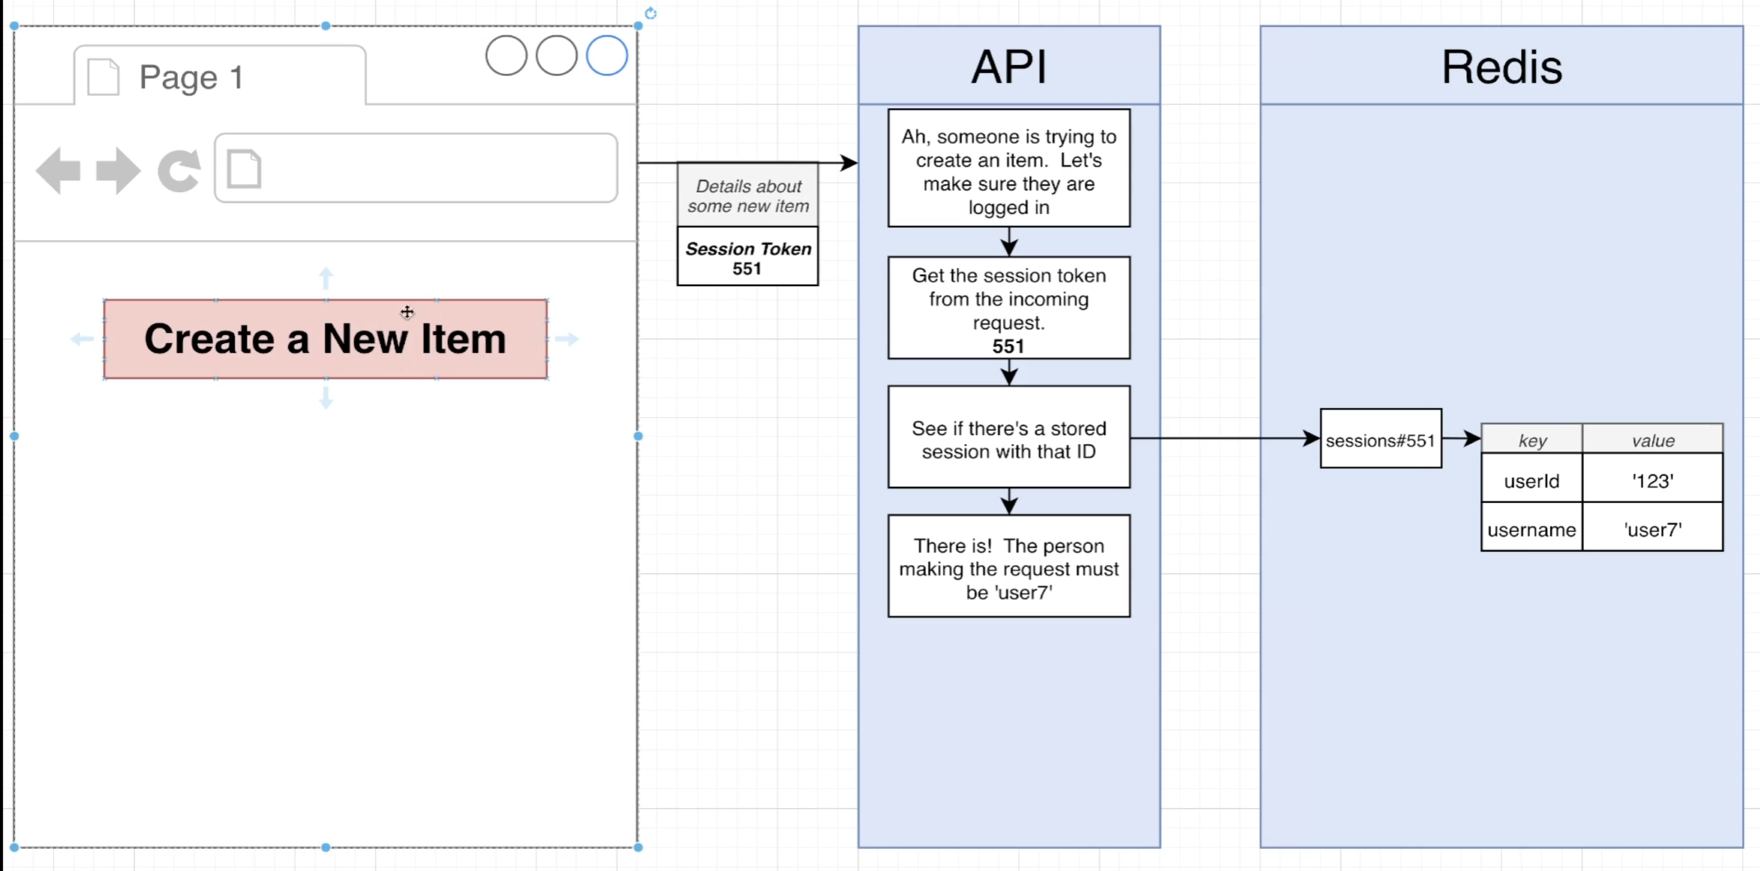 Page 1
Create a New Item
Details about
some new item
Session Token
551
API
Ah, someone is trying to
create an item.  Let's
make sure they are
logged in
Get the session token
from the incoming
request.
551
See if there's a stored
session with that ID
There is!  The person
making the request must
be 'user7'
Redis
sessions#551
key value
userId '123'
username 'user7'